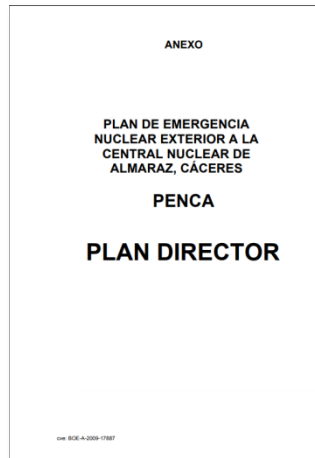 ANEXO
PLAN DE EMERGENCIA
NUCLEAR EXTERIOR A LA
CENTRAL NUCLEAR DE
ALMARAZ, CÁCERES
PENCA
PLAN DIRECTOR
cve: BOE-A-2009-17887